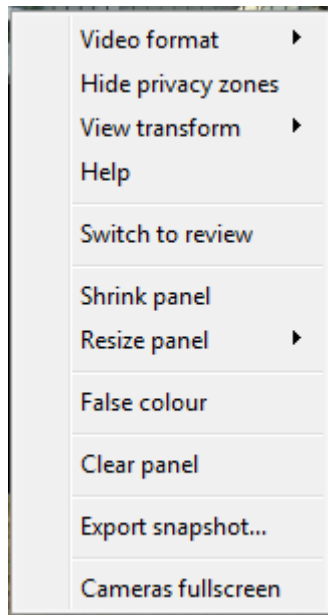 Video format
Hide privacy zones
View transform
Help
Switch to review
Shrink panel
Resize panel
False colour
Clear panel
Export snapshot...
Cameras fullscreen